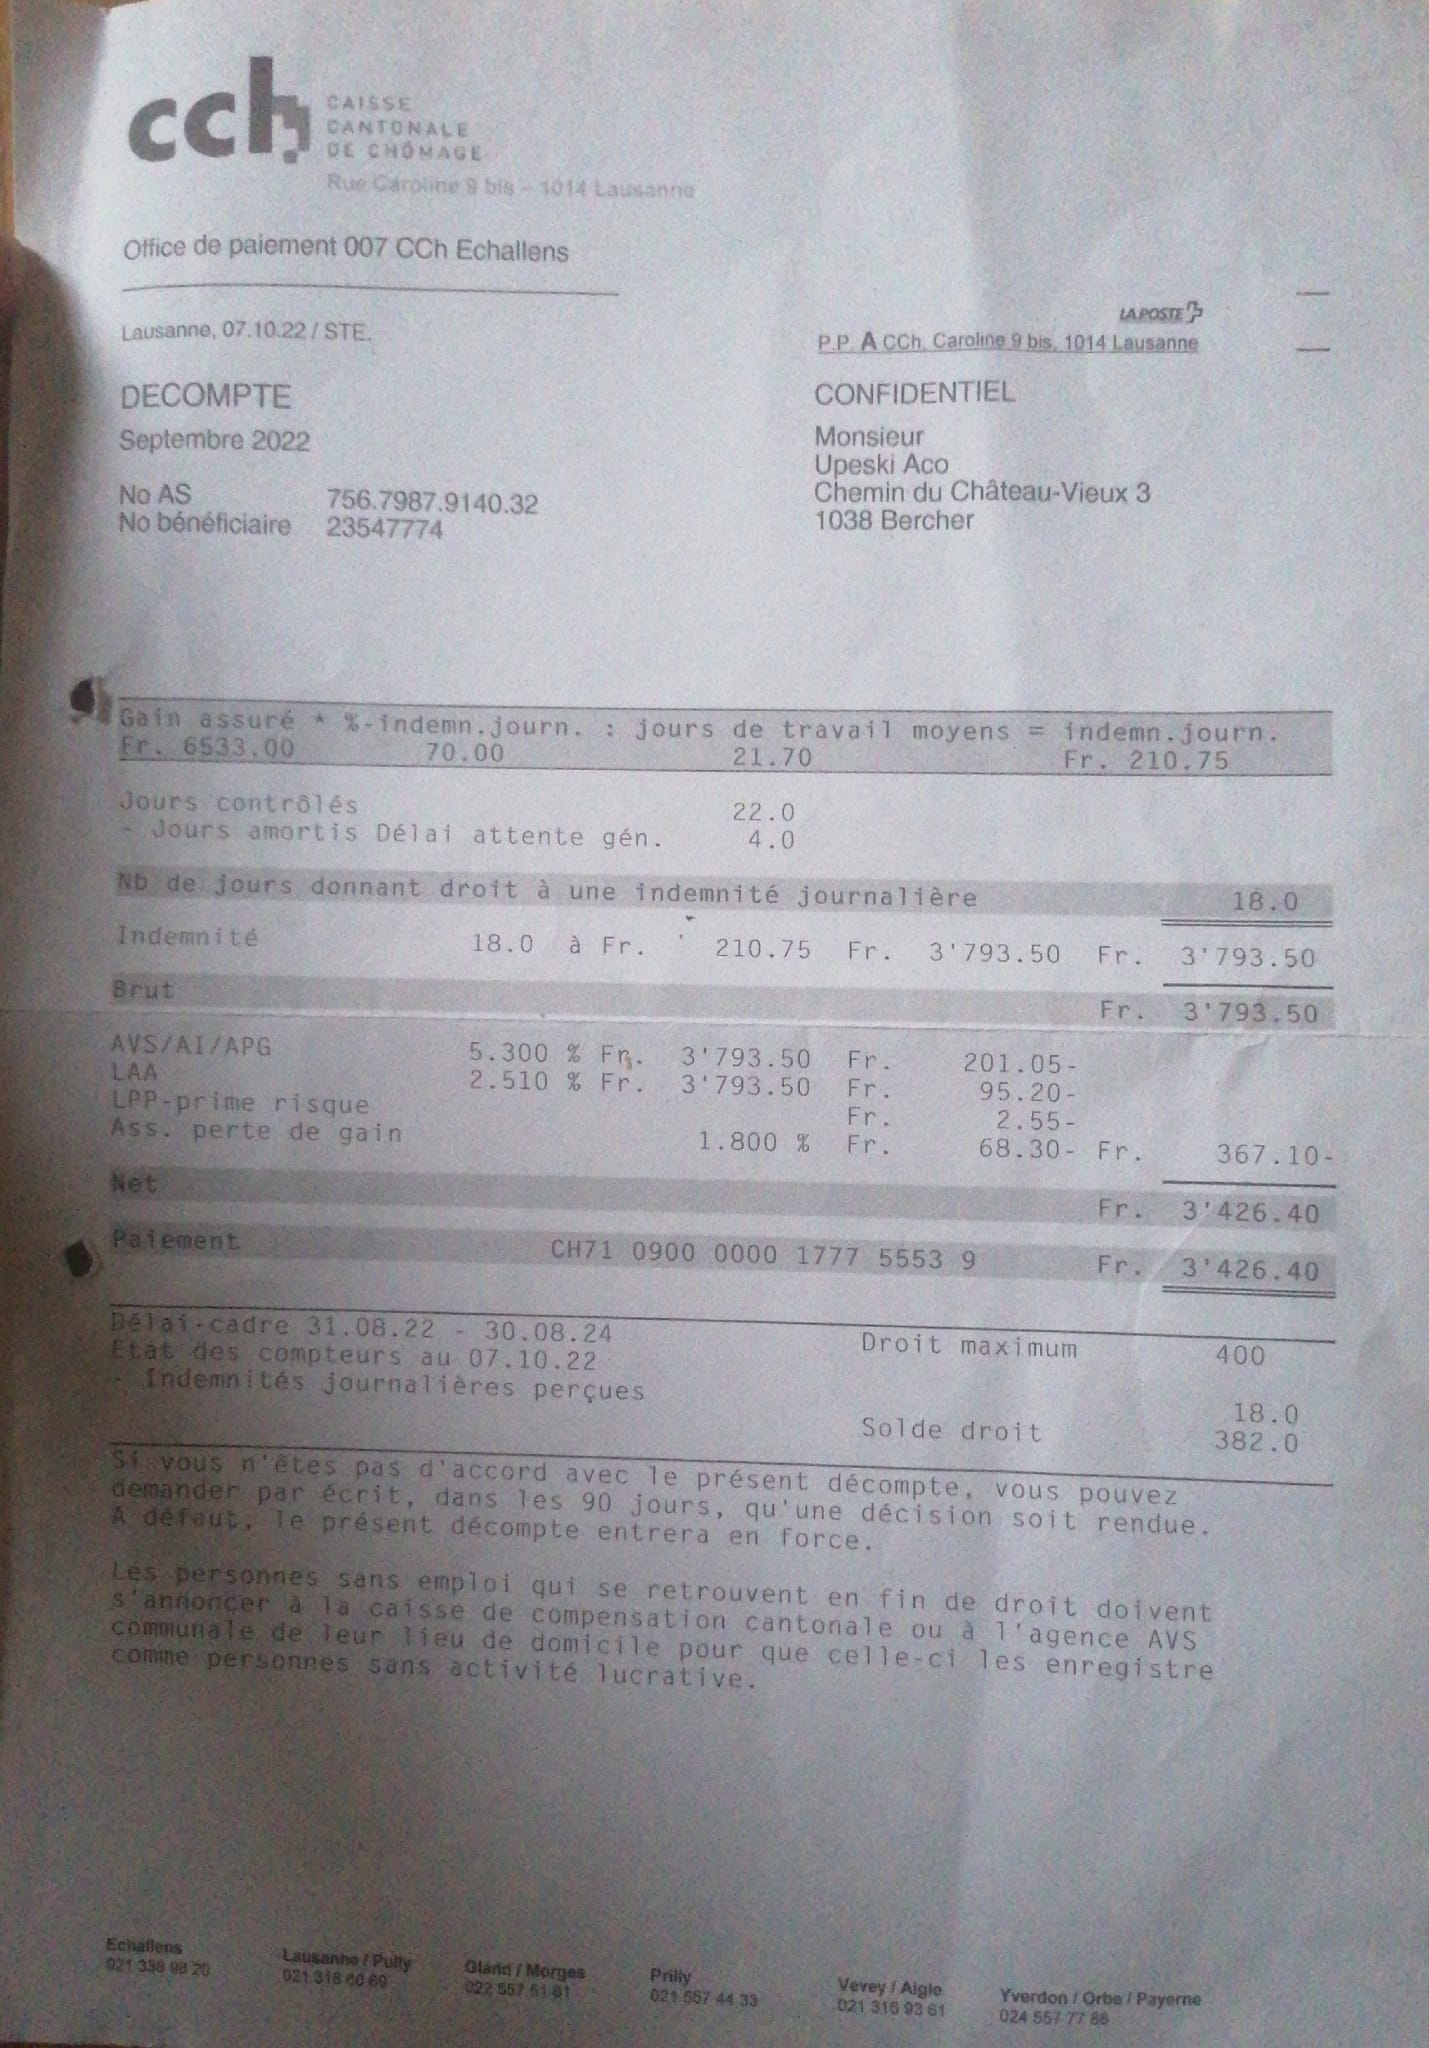 cch CAISSE
CANTONALE
DE CHÔMAGE
Rue Caroline 9 bis – 1014 Lausanne
Office de paiement 007 CCh Echallens
Lausanne, 07.10.22 / STE.
LA POSTE
P.P. A CCh, Caroline 9 bis, 1014 Lausanne
DECOMPTE
Septembre 2022
No AS 756.7987.9140.32
No bénéficiaire 23547774
CONFIDENTIEL
Monsieur
Upeski Aco
Chemin du Château-Vieux 3
1038 Bercher
Gain assuré * %-indemn.journ. : jours de travail moyens = indemn.journ.
Fr. 6533.00 70.00 21.70 Fr. 210.75
Jours contrôlés 22.0
- Jours amortis Délai attente gén. 4.0
Nb de jours donnant droit à une indemnité journalière 18.0
Indemnité 18.0 à Fr. 210.75 Fr. 3'793.50 Fr. 3'793.50
Brut Fr. 3'793.50
AVS/AI/APG 5.300 % Fr. 3'793.50 Fr. 201.05-
LAA 2.510 % Fr. 3'793.50 Fr. 95.20-
LPP-prime risque Fr. 2.55-
Ass. perte de gain 1.800 % Fr. 68.30- Fr. 367.10-
Net Fr. 3'426.40
Paiement CH71 0900 0000 1777 5553 9 Fr. 3'426.40
Délai-cadre 31.08.22 - 30.08.24 Droit maximum 400
Etat des compteurs au 07.10.22
- Indemnités journalières perçues 18.0
Solde droit 382.0
Si vous n'êtes pas d'accord avec le présent décompte, vous pouvez
demander par écrit, dans les 90 jours, qu'une décision soit rendue.
A défaut, le présent décompte entrera en force.
Les personnes sans emploi qui se retrouvent en fin de droit doivent
s'annoncer à la caisse de compensation cantonale ou à l'agence AVS
communale de leur lieu de domicile pour que celle-ci les enregistre
comme personnes sans activité lucrative.
Echallens
Lausanne / Pully
Gland / Morges
Prilly
Vevey / Aigle
Yverdon / Orbe / Payerne
021 557 44 33
021 316 93 61
024 557 77 88